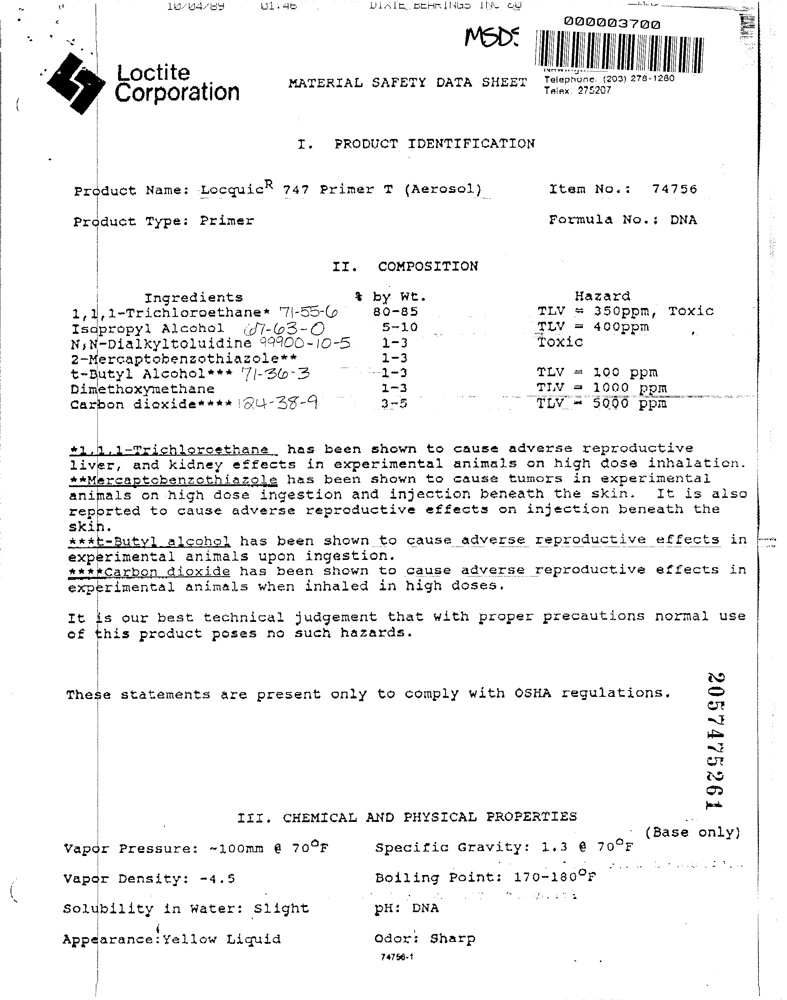 10/04/89 01:46 DIXIE BEARINGS INC
MSDS
000003700
Loctite
Corporation
MATERIAL SAFETY DATA SHEET
Telephone (203) 278-1280
Telex: 275207
I. PRODUCT IDENTIFICATION
Product Name: LocquicR 747 Primer T (Aerosol) Item No.: 74756
Product Type: Primer Formula No.: DNA
II. COMPOSITION
Ingredients % by Wt. Hazard
1,1,1-Trichloroethane* 71-55-6 80-85 TLV = 350ppm, Toxic
Isopropyl Alcohol 67-63-0 5-10 TLV = 400ppm
N,N-Dialkyltoluidine 99900-10-5 1-3 Toxic
2-Mercaptobenzothiazole** 1-3
t-Butyl Alcohol*** 71-36-3 1-3 TLV = 100 ppm
Dimethoxymethane 1-3 TLV = 1000 ppm
Carbon dioxide**** 124-38-9 3-5 TLV = 5000 ppm
*1,1,1-Trichloroethane has been shown to cause adverse reproductive
liver, and kidney effects in experimental animals on high dose inhalation.
**Mercaptobenzothiazole has been shown to cause tumors in experimental
animals on high dose ingestion and injection beneath the skin. It is also
reported to cause adverse reproductive effects on injection beneath the
skin.
***t-Butyl alcohol has been shown to cause adverse reproductive effects in
experimental animals upon ingestion.
****Carbon dioxide has been shown to cause adverse reproductive effects in
experimental animals when inhaled in high doses.
It is our best technical judgement that with proper precautions normal use
of this product poses no such hazards.
These statements are present only to comply with OSHA regulations.
2057475261
III. CHEMICAL AND PHYSICAL PROPERTIES
(Base only)
Vapor Pressure: ~100mm @ 70°F Specific Gravity: 1.3 @ 70°F
Vapor Density: ~4.5 Boiling Point: 170-180°F
Solubility in Water: Slight pH: DNA
Appearance: Yellow Liquid Odor: Sharp
74756-1